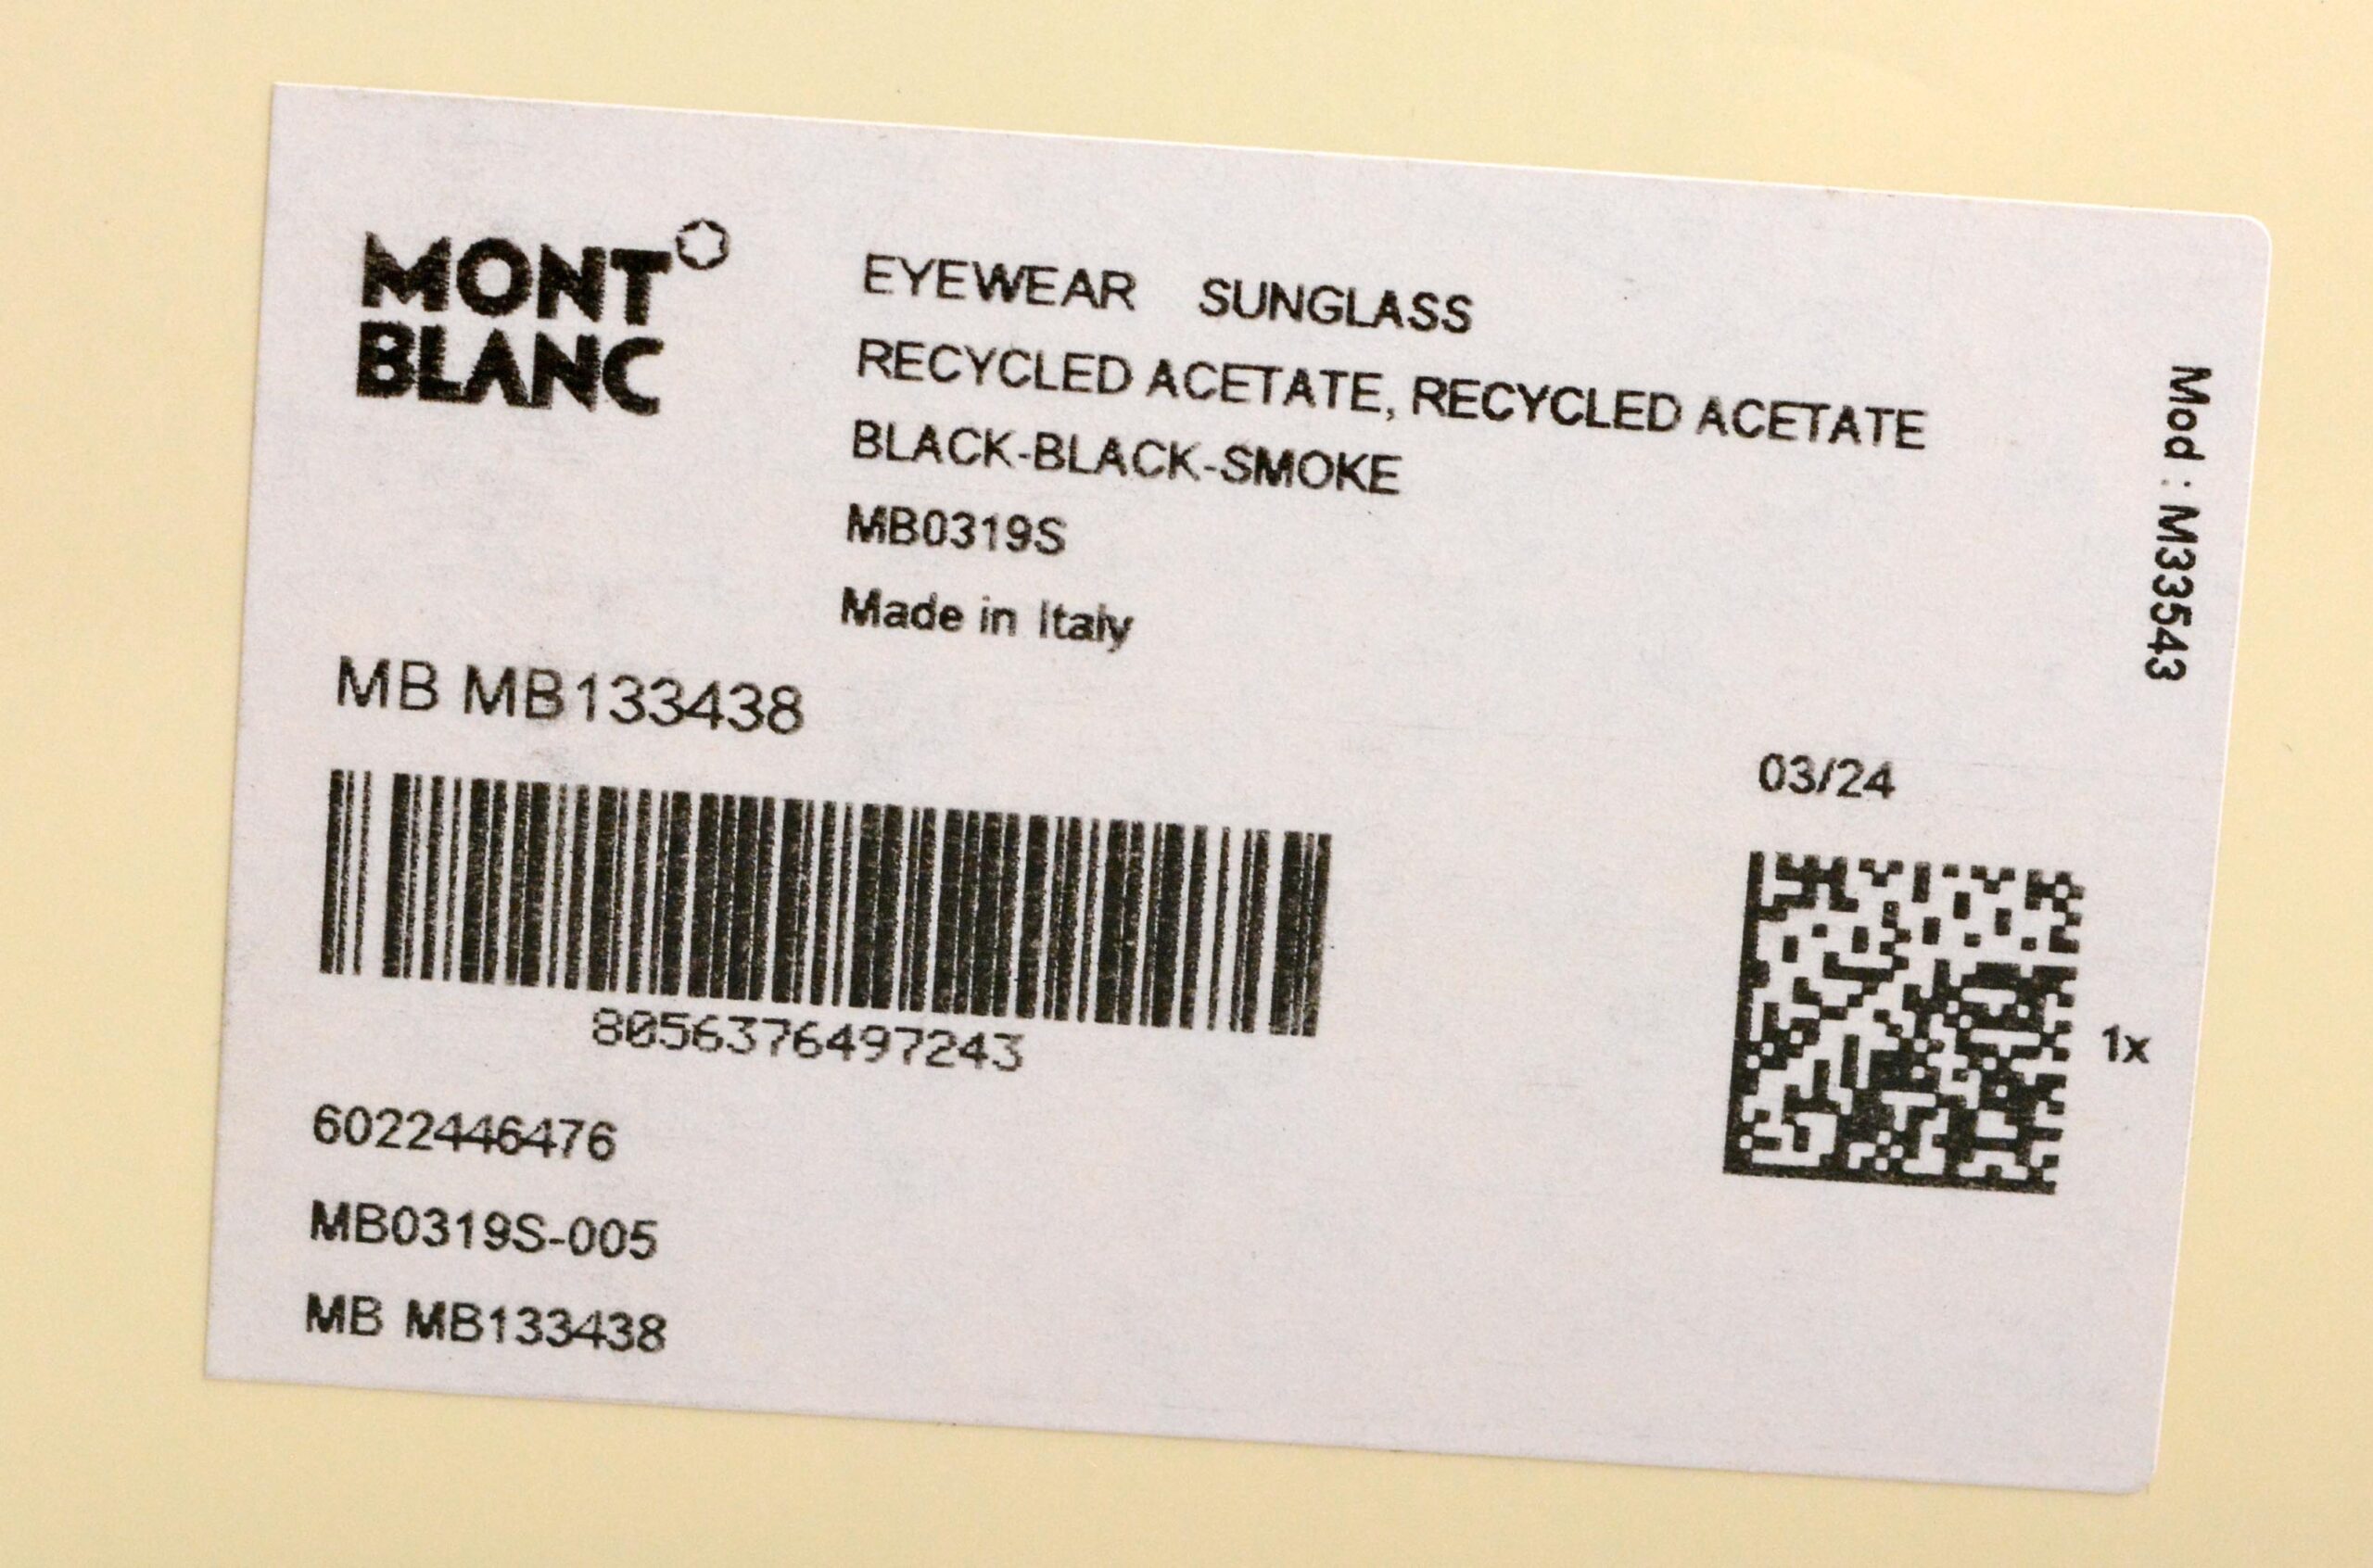 MONT
BLANC
EYEWEAR SUNGLASS
RECYCLED ACETATE, RECYCLED ACETATE
BLACK-BLACK-SMOKE
MB0319S
Made in Italy
Mod : M33543
MB MB133438
03/24
8056376497243
1x
6022446476
MB0319S-005
MB MB133438